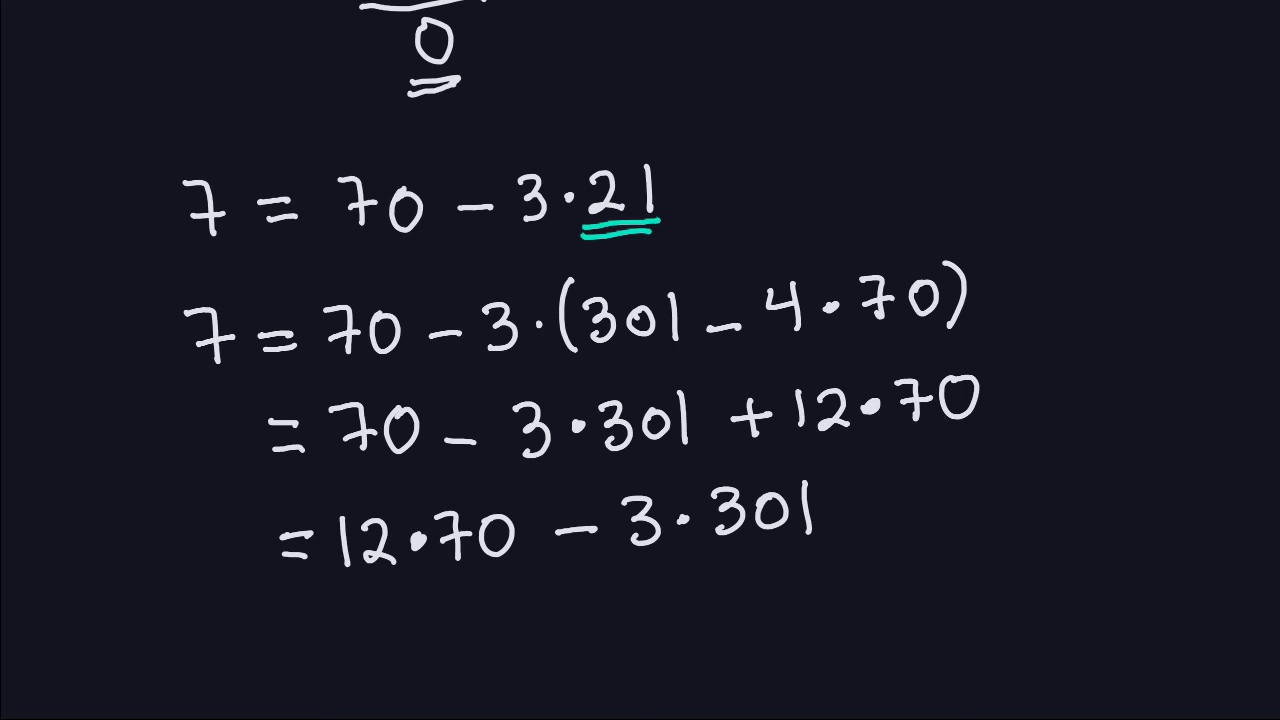 0
7 = 70 - 3·21
7 = 70 - 3·(301 - 4·70)
= 70 - 3·301 + 12·70
= 12·70 - 3·301